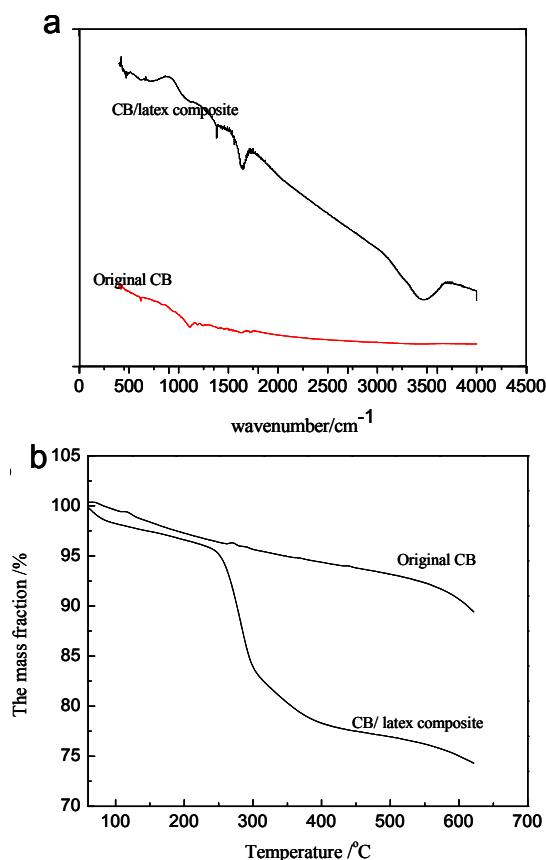 a
CB/latex composite
Original CB
0 500 1000 1500 2000 2500 3000 3500 4000 4500
wavenumber/cm-1
b
105
100
95
90
85
80
75
70
The mass fraction /%
Original CB
CB/ latex composite
100 200 300 400 500 600 700
Temperature /°C